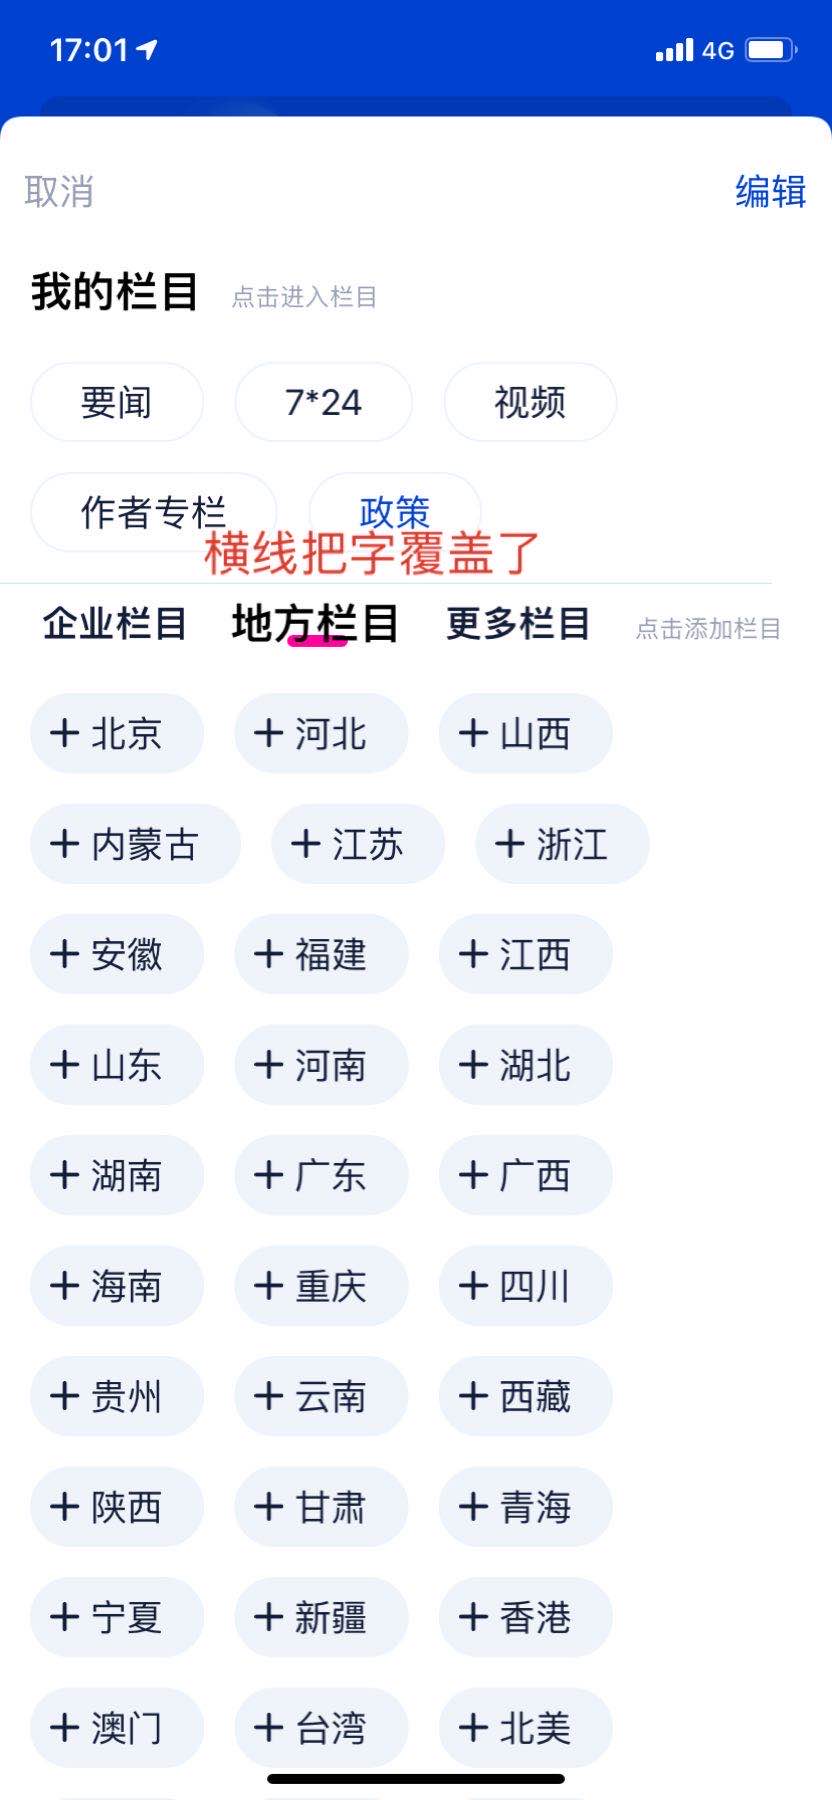 17:01 4G
取消 编辑
我的栏目 点击进入栏目
要闻 7*24 视频
作者专栏 政策
横线把字覆盖了
企业栏目 地方栏目 更多栏目 点击添加栏目
+ 北京 + 河北 + 山西
+ 内蒙古 + 江苏 + 浙江
+ 安徽 + 福建 + 江西
+ 山东 + 河南 + 湖北
+ 湖南 + 广东 + 广西
+ 海南 + 重庆 + 四川
+ 贵州 + 云南 + 西藏
+ 陕西 + 甘肃 + 青海
+ 宁夏 + 新疆 + 香港
+ 澳门 + 台湾 + 北美